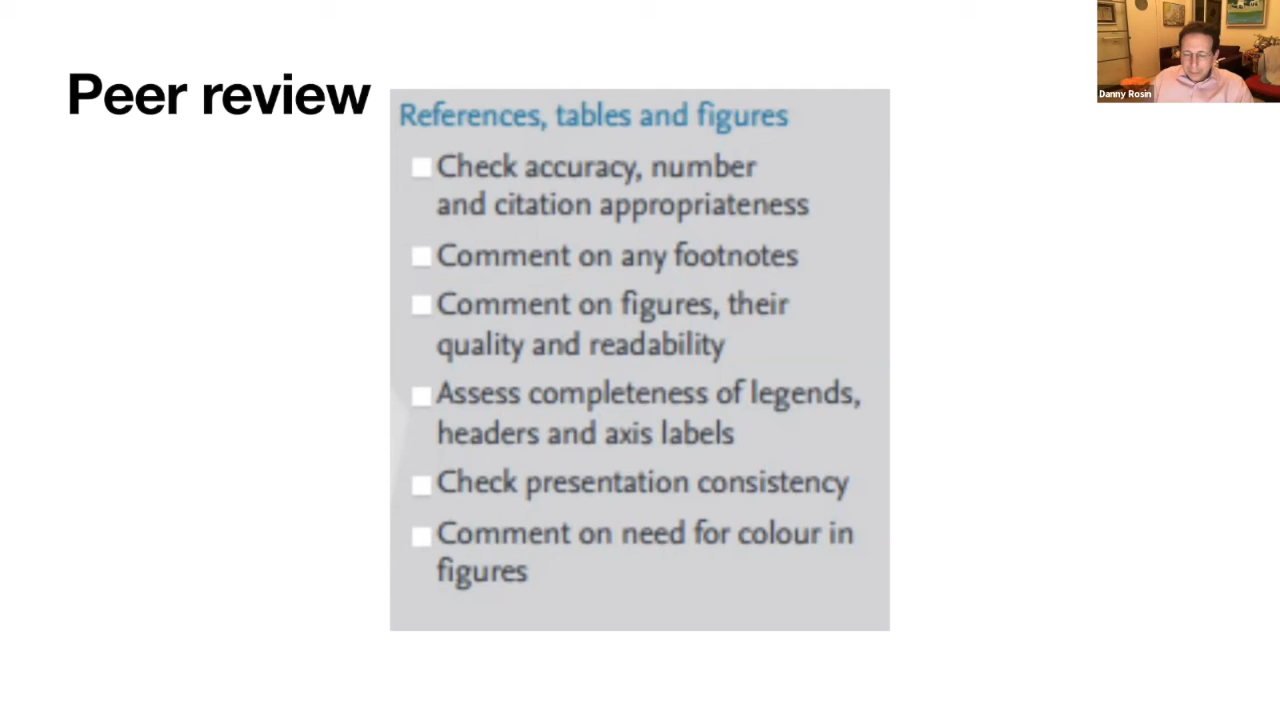 Peer review
References, tables and figures
Check accuracy, number
and citation appropriateness
Comment on any footnotes
Comment on figures, their
quality and readability
Assess completeness of legends,
headers and axis labels
Check presentation consistency
Comment on need for colour in
figures
Danny Rosin